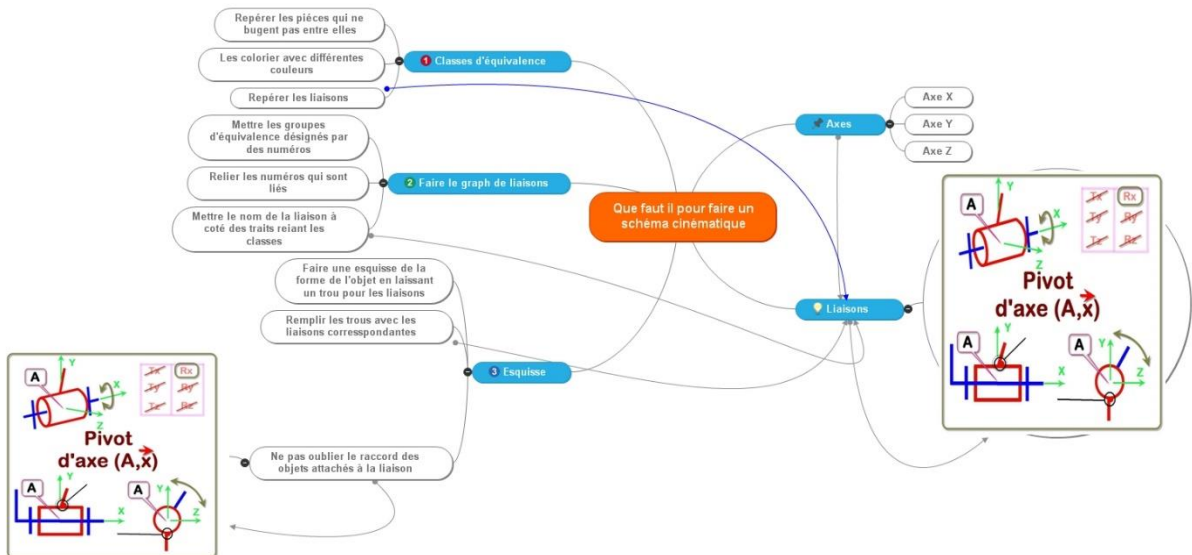 Repérer les piéces qui ne
bugent pas entre elles
Les colorier avec différentes
couleurs
Repérer les liaisons
1 Classes d'équivalence
Mettre les groupes
d'équivalence désignés par
des numéros
Relier les numéros qui sont
liés
Mettre le nom de la liaison à
coté des traits reiant les
classes
2 Faire le graph de liaisons
Faire une esquisse de la
forme de l'objet en laissant
un trou pour les liaisons
Remplir les trous avec les
liaisons correspondantes
Ne pas oublier le raccord des
objets attachés à la liaison
3 Esquisse
Que faut il pour faire un
schéma cinématique
Axes
Axe X
Axe Y
Axe Z
Liaisons
Y
A
X
Z
Tx Rx
Ty Ry
Tz Rz
Pivot
d'axe (A,x)
A
Y
X
A
Y
Z
Y
A
X
Z
Tx Rx
Ty Ry
Tz Rz
Pivot
d'axe (A,x)
A
Y
X
A
Y
Z